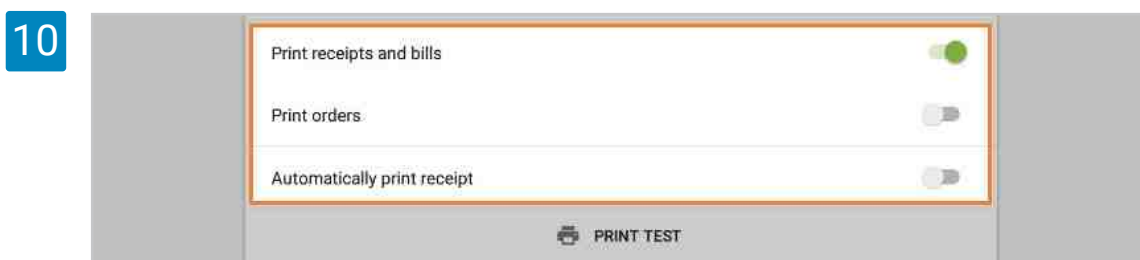 10
Print receipts and bills
Print orders
Automatically print receipt
PRINT TEST